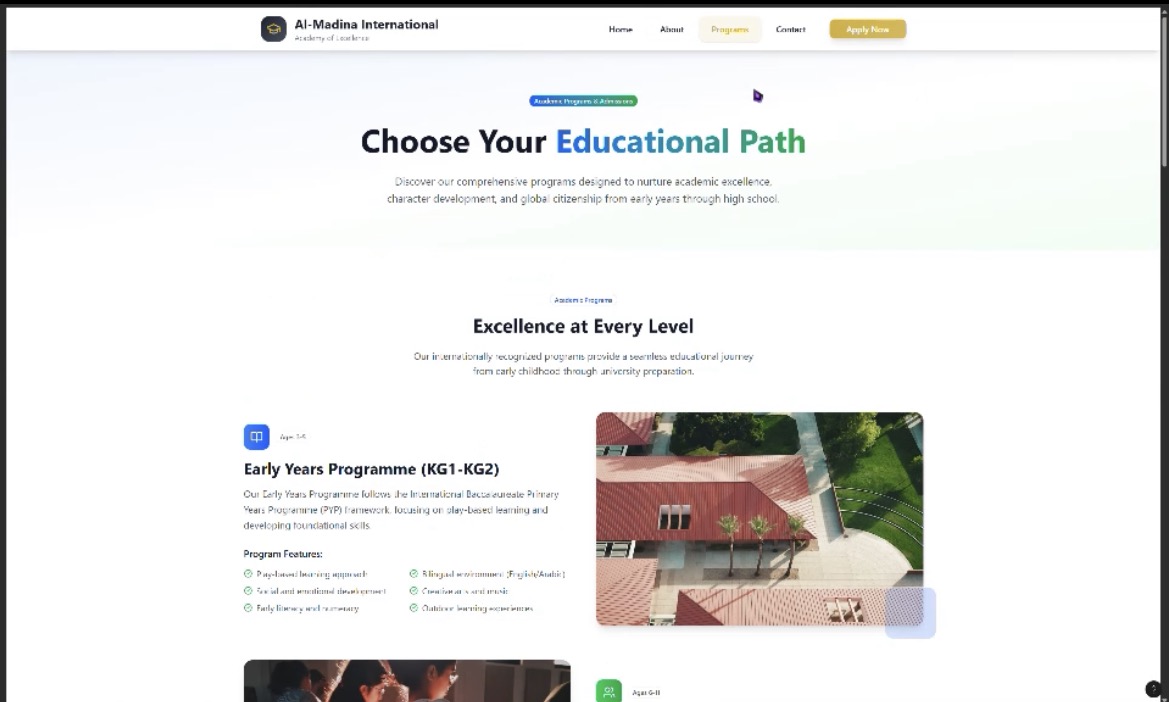 Al-Madina International
Academy of Excellence
Home
About
Programs
Contact
Apply Now
Academic Programs & Admissions
Choose Your Educational Path
Discover our comprehensive programs designed to nurture academic excellence,
character development, and global citizenship from early years through high school.
Academic Programs
Excellence at Every Level
Our internationally recognized programs provide a seamless educational journey
from early childhood through university preparation.
Ages 3-5
Early Years Programme (KG1-KG2)
Our Early Years Programme follows the International Baccalaureate Primary
Years Programme (PYP) framework, focusing on play-based learning and
developing foundational skills.
Program Features:
Play-based learning approach
Bilingual environment (English/Arabic)
Social and emotional development
Creative arts and music
Early literacy and numeracy
Outdoor learning experiences
Ages 6-11
?